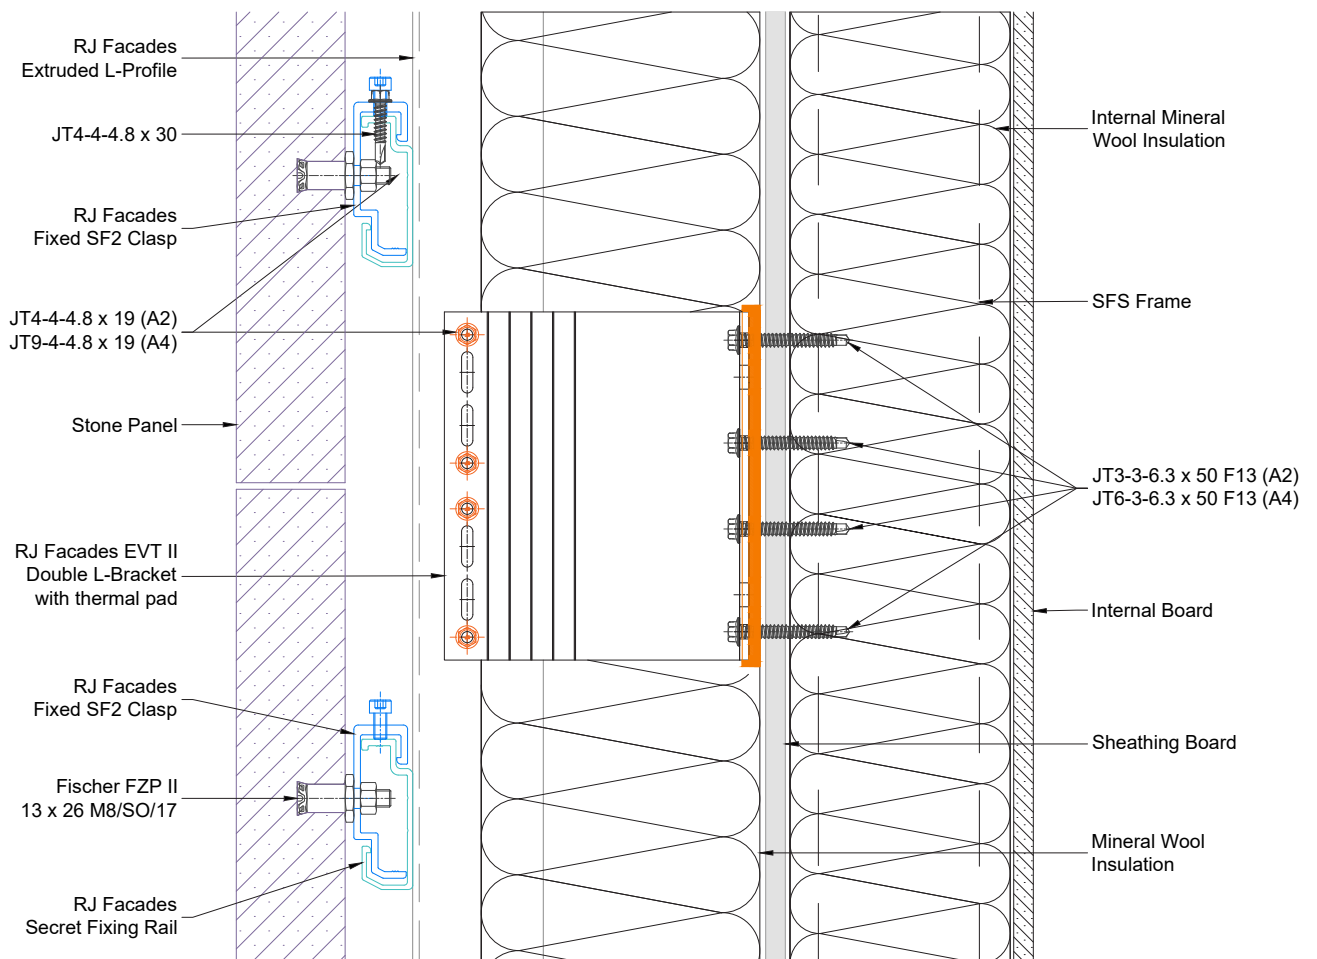 RJ Facades
Extruded L-Profile
JT4-4-4.8 x 30
RJ Facades
Fixed SF2 Clasp
JT4-4-4.8 x 19 (A2)
JT9-4-4.8 x 19 (A4)
Stone Panel
RJ Facades EVT II
Double L-Bracket
with thermal pad
RJ Facades
Fixed SF2 Clasp
Fischer FZP II
13 x 26 M8/SO/17
RJ Facades
Secret Fixing Rail
Internal Mineral
Wool Insulation
SFS Frame
JT3-3-6.3 x 50 F13 (A2)
JT6-3-6.3 x 50 F13 (A4)
Internal Board
Sheathing Board
Mineral Wool
Insulation